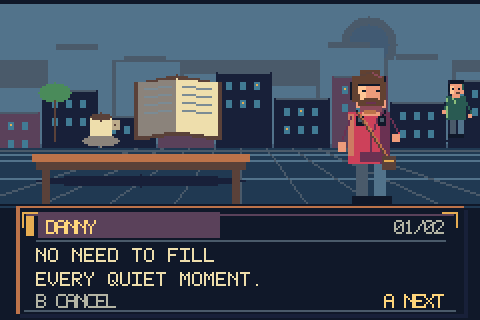 DANNY
01/02
NO NEED TO FILL
EVERY QUIET MOMENT.
B CANCEL
A NEXT